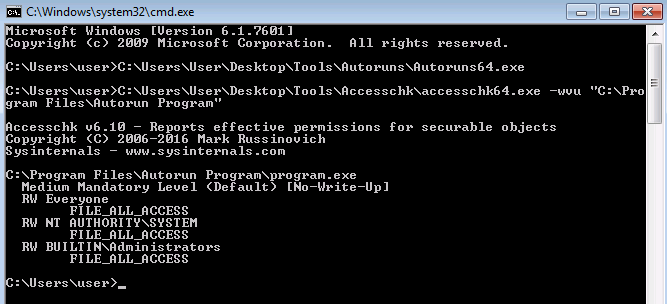 C:\Windows\system32\cmd.exe
Microsoft Windows [Version 6.1.7601]
Copyright (c) 2009 Microsoft Corporation.  All rights reserved.
C:\Users\user>C:\Users\User\Desktop\Tools\Autoruns\Autoruns64.exe
C:\Users\user>C:\Users\User\Desktop\Tools\Accesschk\accesschk64.exe -wvu "C:\Pro
gram Files\Autorun Program"
Accesschk v6.10 - Reports effective permissions for securable objects
Copyright (C) 2006-2016 Mark Russinovich
Sysinternals - www.sysinternals.com
C:\Program Files\Autorun Program\program.exe
  Medium Mandatory Level (Default) [No-Write-Up]
  RW Everyone
        FILE_ALL_ACCESS
  RW NT AUTHORITY\SYSTEM
        FILE_ALL_ACCESS
  RW BUILTIN\Administrators
        FILE_ALL_ACCESS
C:\Users\user>_